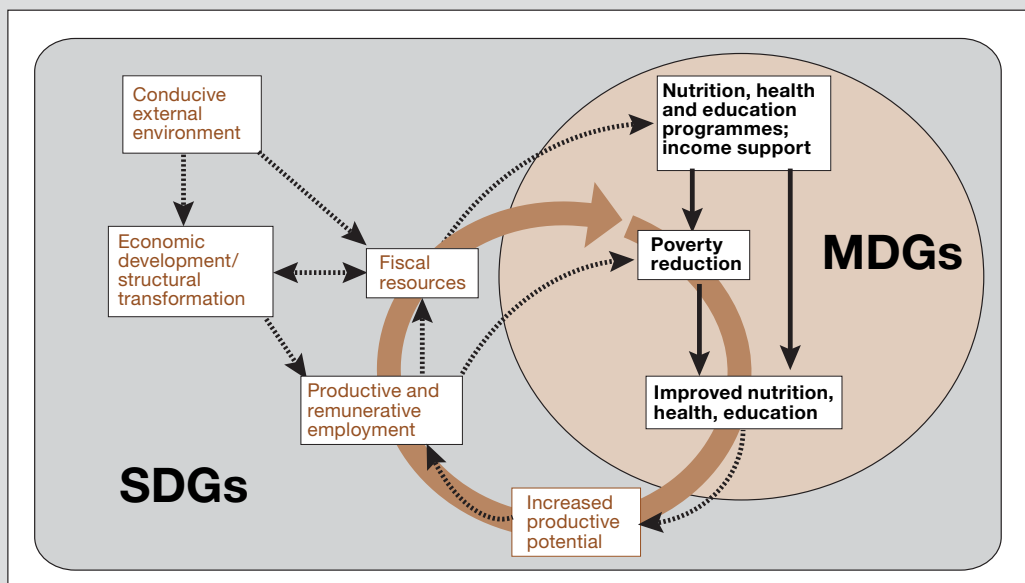 Conducive
external
environment
Nutrition, health
and education
programmes;
income support
Economic
development/
structural
transformation
Fiscal
resources
Poverty
reduction
MDGs
Productive and
remunerative
employment
Improved nutrition,
health, education
SDGs
Increased
productive
potential